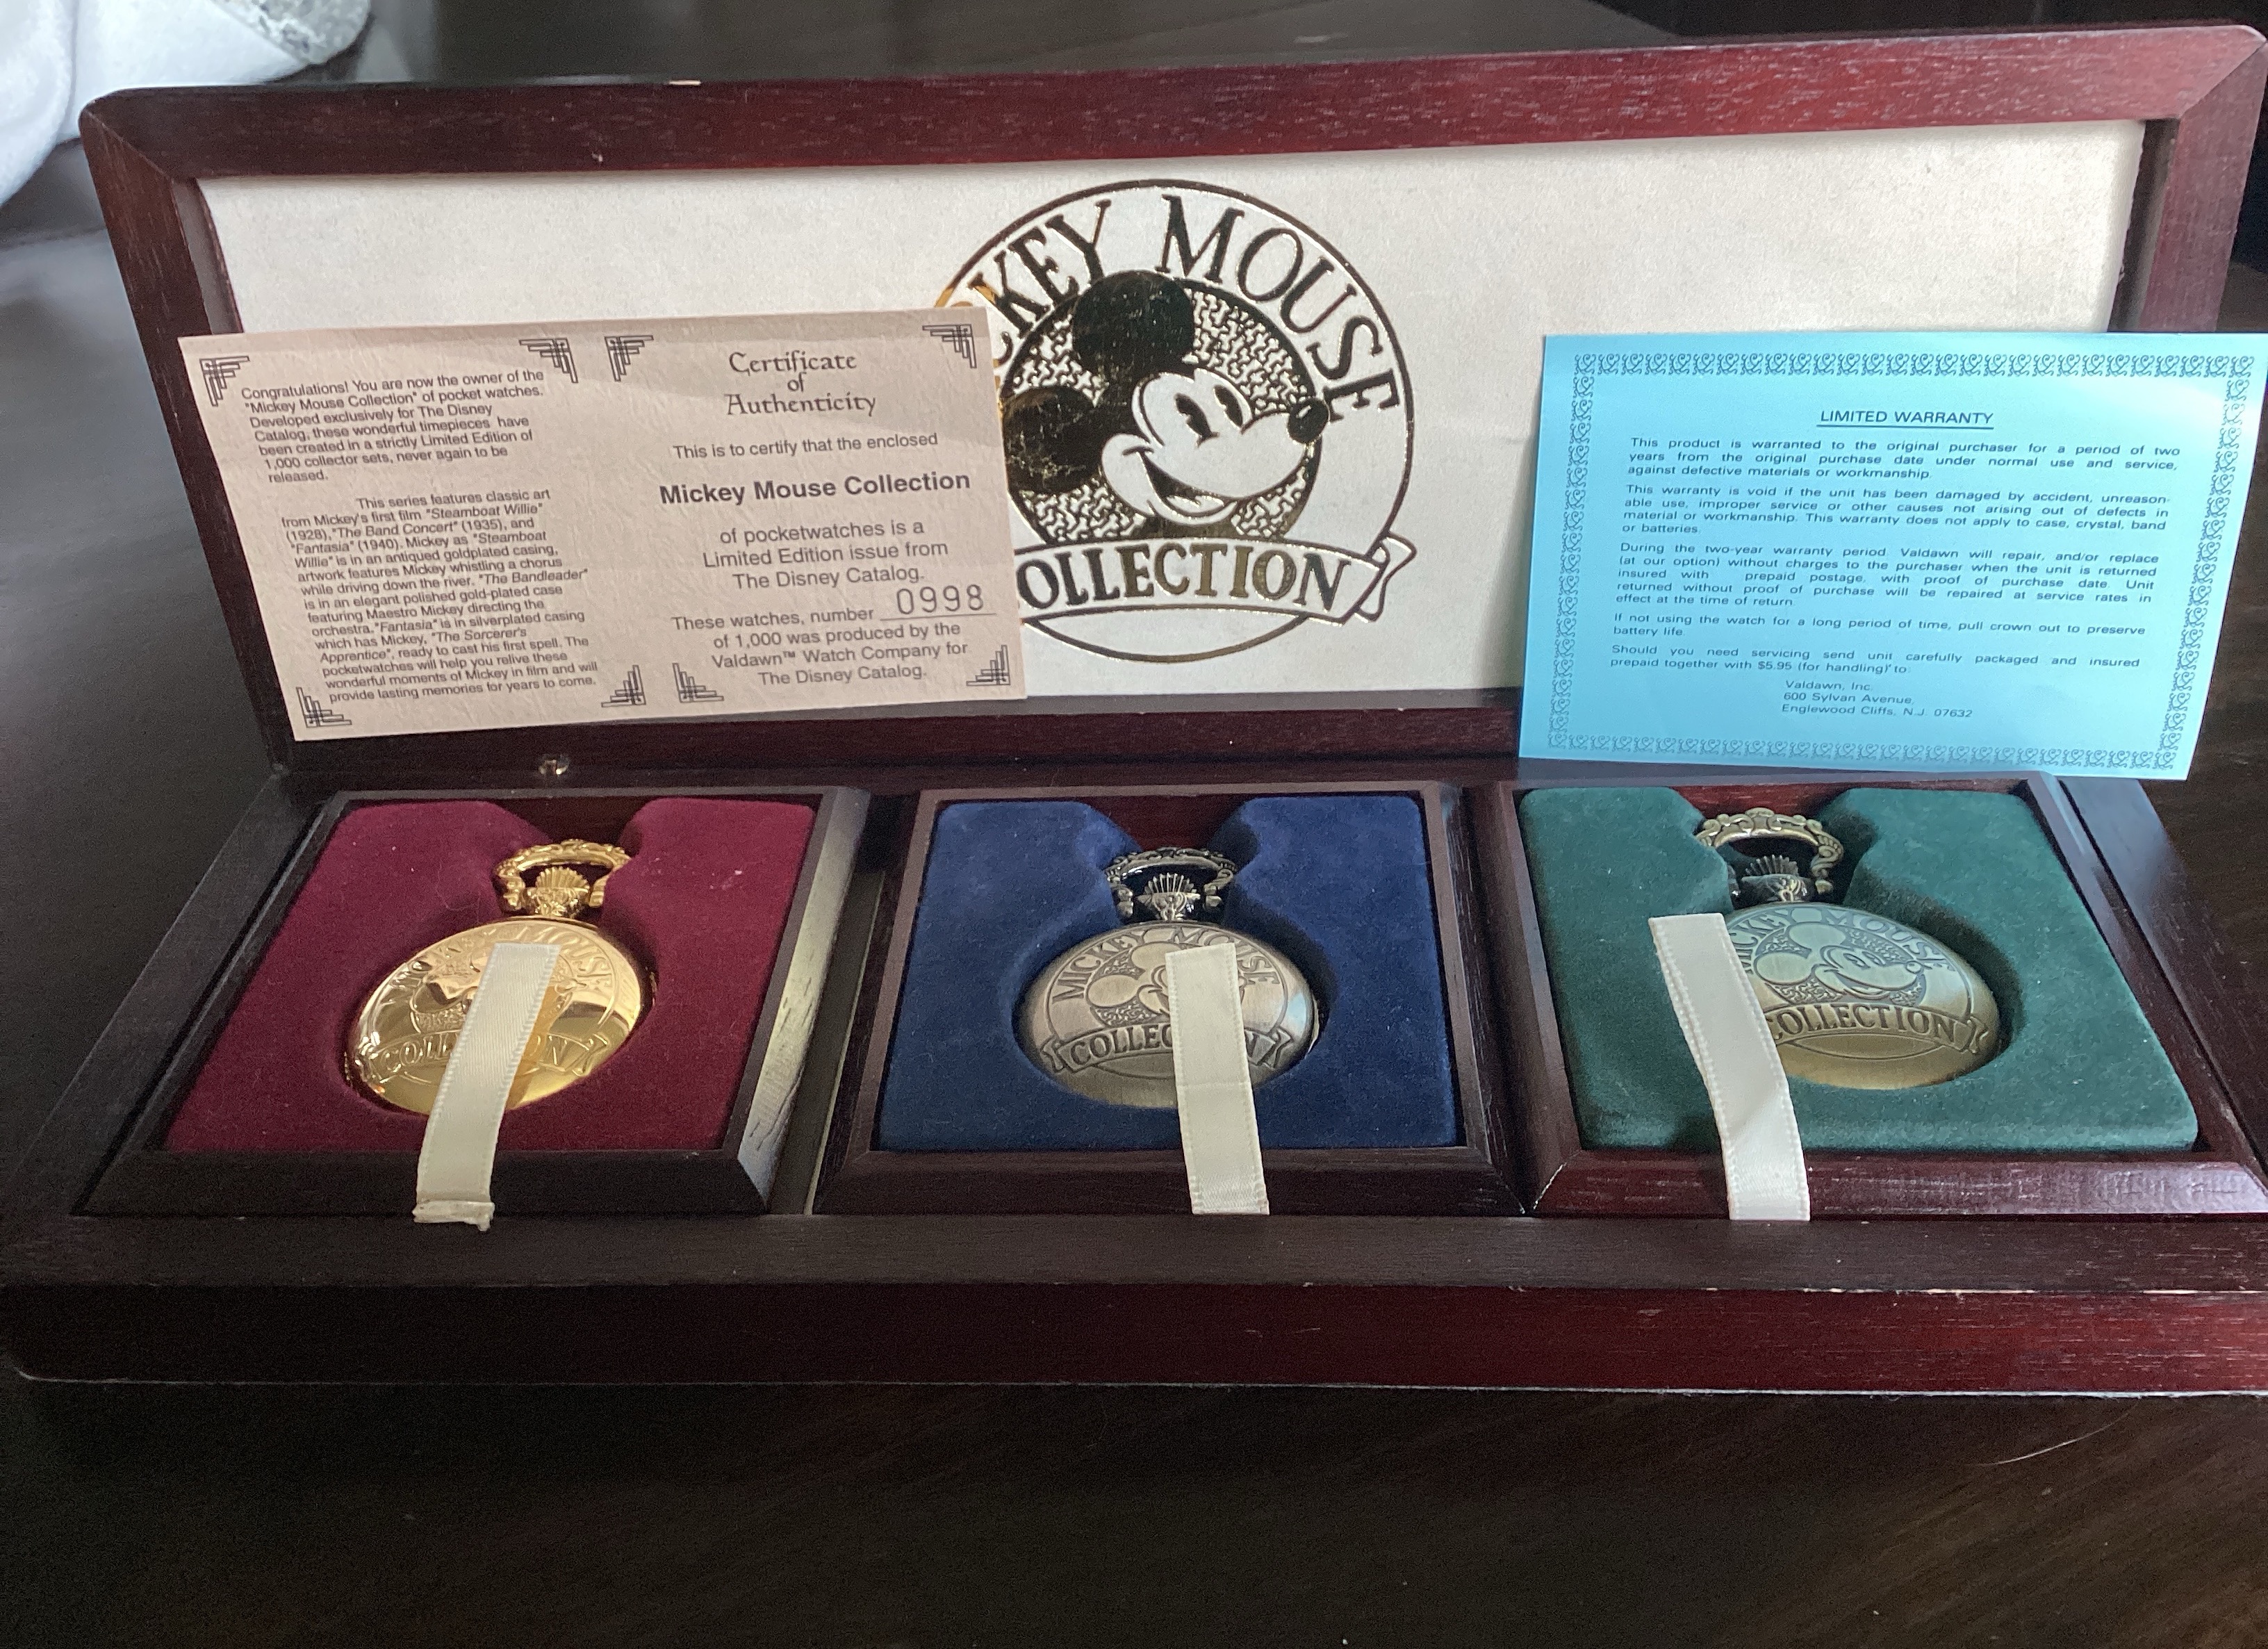 MICKEY MOUSE
COLLECTION
Congratulations! You are now the owner of the
"Mickey Mouse Collection" of pocket watches.
Developed exclusively for The Disney
Catalog, these wonderful timepieces have
been created in a strictly Limited Edition of
1,000 collector sets, never again to be
released.
This series features classic art
from Mickey's first film "Steamboat Willie"
(1928), "The Band Concert" (1935), and
"Fantasia" (1940). Mickey as "Steamboat
Willie" is in an antiqued goldplated casing,
artwork features Mickey whistling a chorus
while driving down the river. "The Bandleader"
is in an elegant polished gold-plated case
featuring Maestro Mickey directing the
orchestra. "Fantasia" is in silverplated casing
which has Mickey, "The Sorcerer's
Apprentice", ready to cast his first spell. The
pocketwatches will help you relive these
wonderful moments of Mickey in film and will
provide lasting memories for years to come.
Certificate
of
Authenticity
This is to certify that the enclosed
Mickey Mouse Collection
of pocketwatches is a
Limited Edition issue from
The Disney Catalog.
These watches, number 0998
of 1,000 was produced by the
Valdawn™ Watch Company for
The Disney Catalog.
LIMITED WARRANTY
This product is warranted to the original purchaser for a period of two
years from the original purchase date under normal use and service,
against defective materials or workmanship.
This warranty is void if the unit has been damaged by accident, unreason-
able use, improper service or other causes not arising out of defects in
material or workmanship. This warranty does not apply to case, crystal, band
or batteries.
During the two-year warranty period. Valdawn will repair, and/or replace
(at our option) without charges to the purchaser when the unit is returned
insured with prepaid postage, with proof of purchase date. Unit
returned without proof of purchase will be repaired at service rates in
effect at the time of return
If not using the watch for a long period of time, pull crown out to preserve
battery life.
Should you need servicing send unit carefully packaged and insured
prepaid together with $5.95 (for handling)" to:
Valdawn, Inc.
600 Sylvan Avenue,
Englewood Cliffs, N.J. 07632
MICKEY MOUSE
COLLECTION
MICKEY MOUSE
COLLECTION
MICKEY MOUSE
COLLECTION